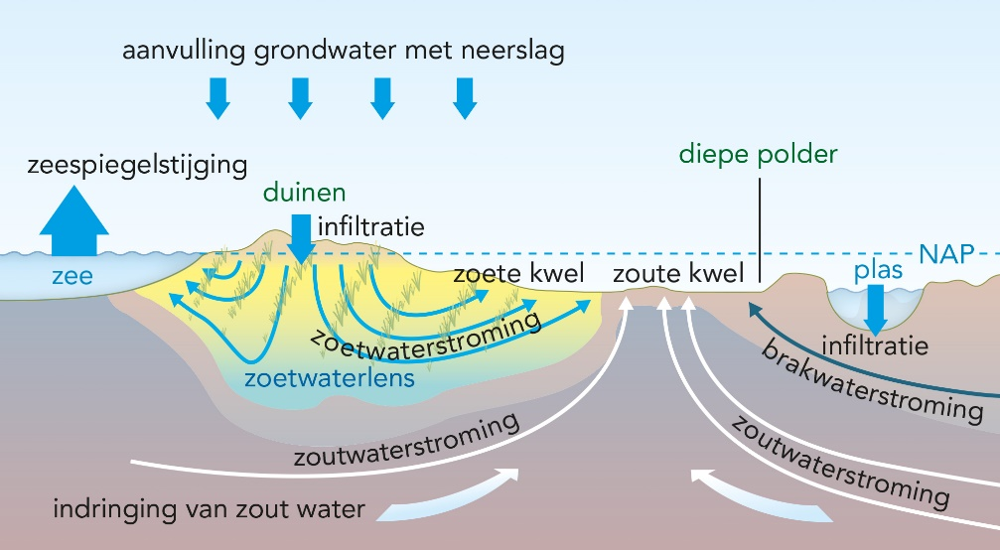 aanvulling grondwater met neerslag
zeespiegelstijging
diepe polder
duinen
infiltratie
NAP
zee
zoete kwel
zoute kwel
plas
zoetwaterstroming
infiltratie
brakwaterstroming
zoetwaterlens
zoutwaterstroming
zoutwaterstroming
indringing van zout water